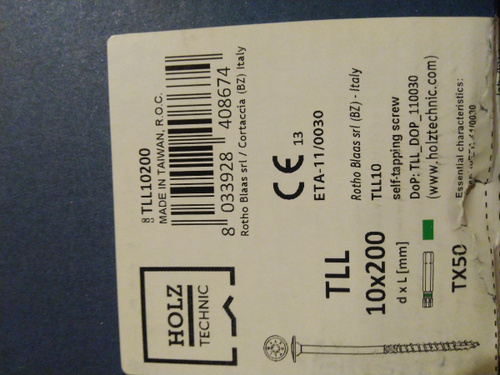 HOLZ
TECHNIC
TLL10200
MADE IN TAIWAN, R.O.C.
8 033928 408674
Rotho Blaas srl / Cortaccia (BZ) Italy
CE
13
ETA-11/0030
Rotho Blaas srl (BZ) - Italy
TLL10
self-tapping screw
DoP: TLL_DOP_110030
(www.holztechnic.com)
Essential characteristics:
TLL
10x200
d x L [mm]
TX50